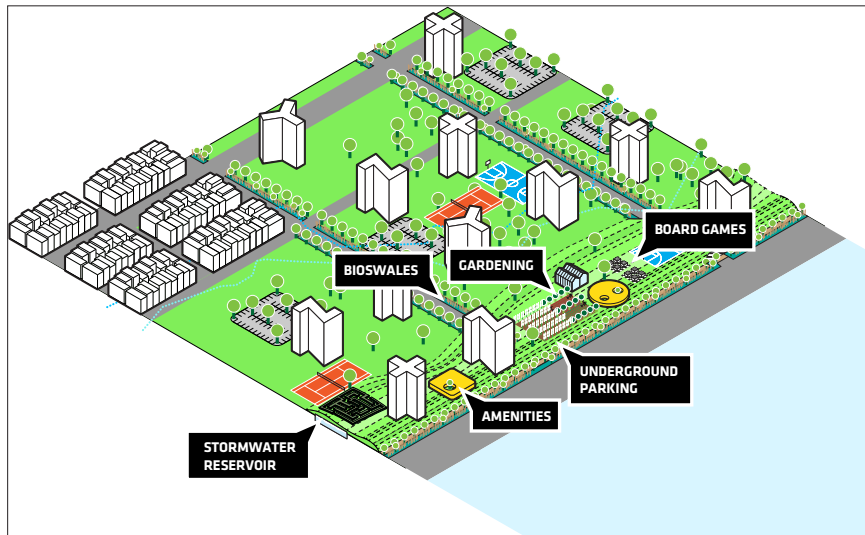 BOARD GAMES
GARDENING
BIOSWALES
UNDERGROUND
PARKING
AMENITIES
STORMWATER
RESERVOIR